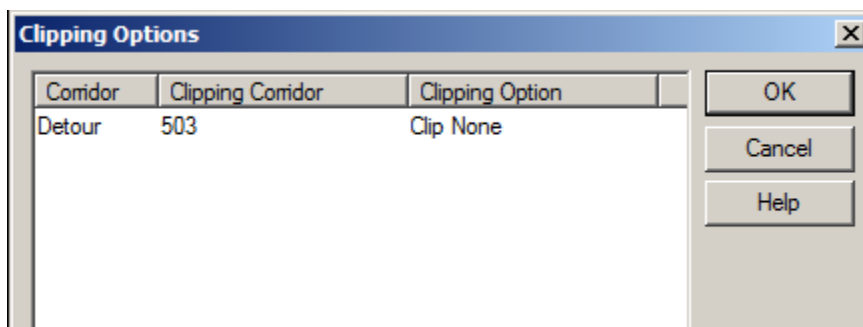 Clipping Options
Corridor Clipping Corridor Clipping Option
Detour 503 Clip None
OK
Cancel
Help